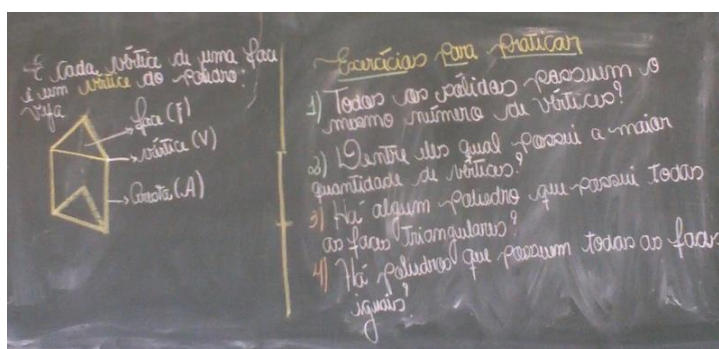 E cada vértice de uma face
é um vértice do poliedro.
Veja
face (F)
vértice (V)
Aresta (A)
Exercícios para praticar
1) Todos os sólidos possuem o
mesmo número de vértices?
2) Dentre eles qual possui a maior
quantidade de vértices?
3) Há algum poliedro que possui todas
as faces triangulares?
4) Há poliedros que possuem todas as faces
iguais?